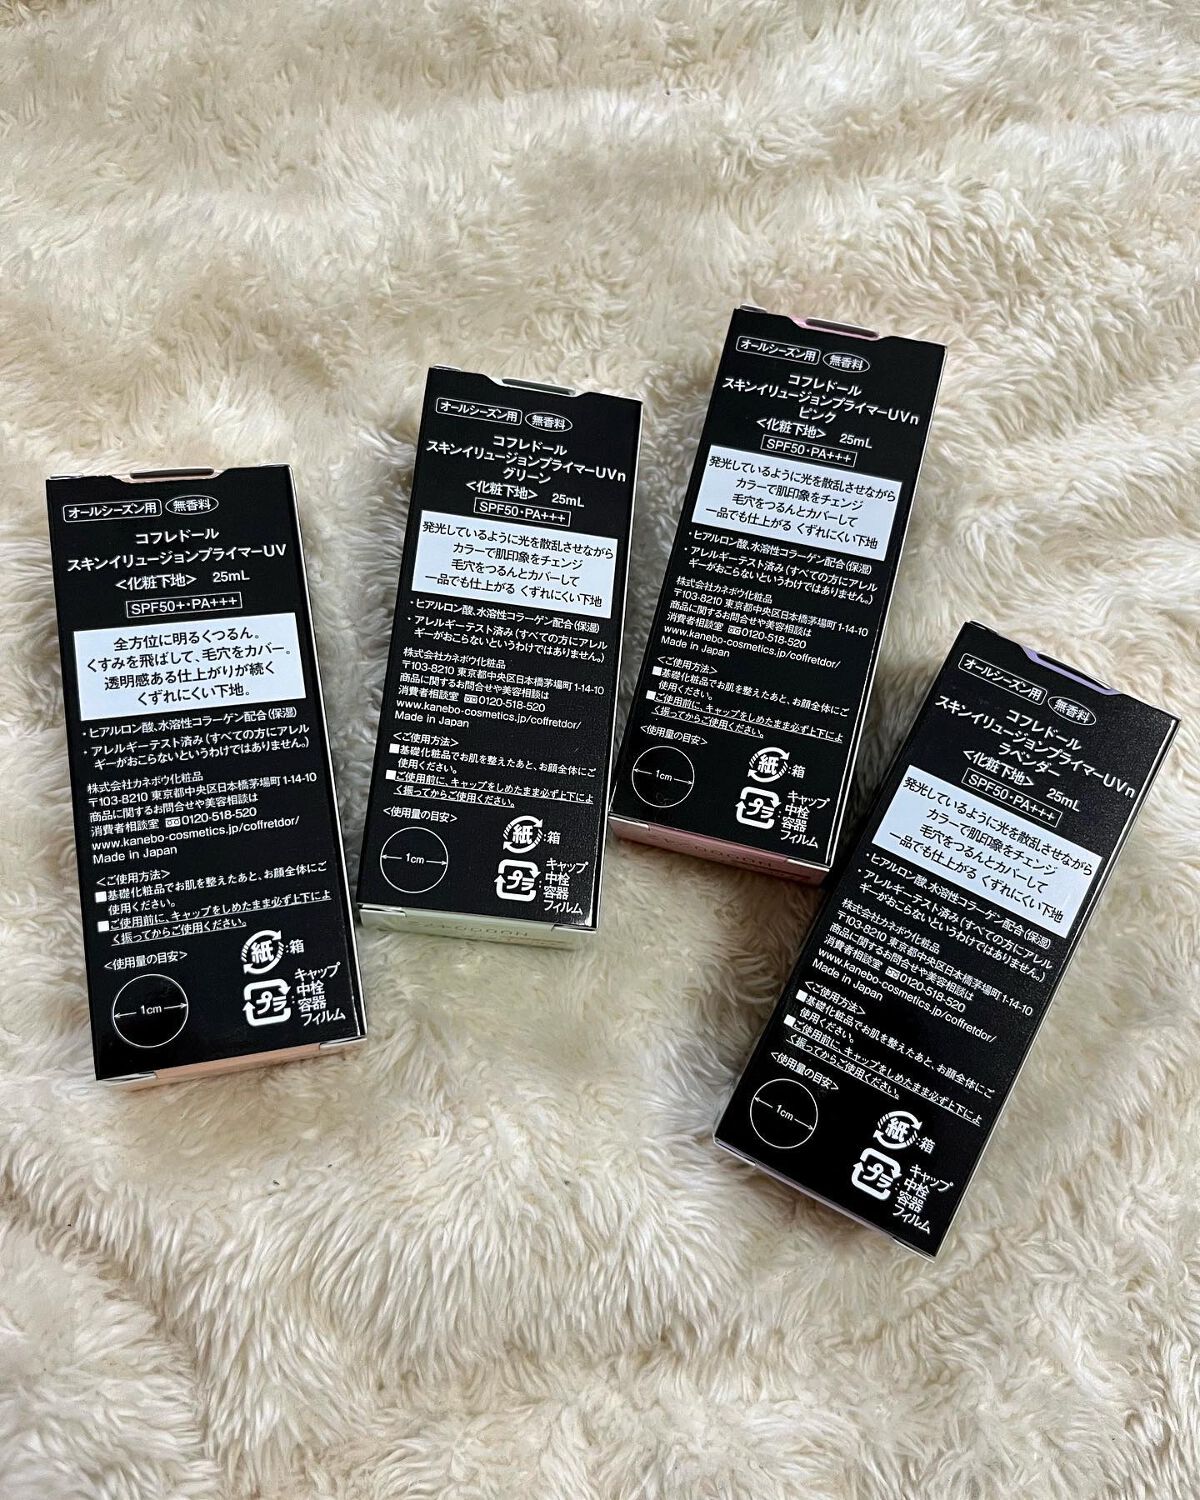 オールシーズン用 無香料
コフレドール
スキンイリュージョンプライマーUV
<化粧下地> 25mL
SPF50+・PA+++
全方位に明るくつるん。
くすみを飛ばして、毛穴をカバー。
透明感ある仕上がりが続く
くずれにくい下地。
・ヒアルロン酸、水溶性コラーゲン配合(保湿)
・アレルギーテスト済み(すべての方にアレル
ギーがおこらないというわけではありません。)
株式会社カネボウ化粧品
〒103-8210 東京都中央区日本橋茅場町1-14-10
商品に関するお問合せや美容相談は
消費者相談室 0120-518-520
www.kanebo-cosmetics.jp/coffretdor/
Made in Japan
<ご使用方法>
■基礎化粧品でお肌を整えたあと、お顔全体にご
使用ください。
■ご使用前に、キャップをしめたまま必ず上下によ
く振ってからご使用ください。
<使用量の目安>
1cm
紙:箱
プラ:キャップ
中栓
容器
フィルム
オールシーズン用 無香料
コフレドール
スキンイリュージョンプライマーUVn
グリーン
<化粧下地> 25mL
SPF50・PA+++
発光しているように光を散乱させながら
カラーで肌印象をチェンジ
毛穴をつるんとカバーして
一品でも仕上がる くずれにくい下地
・ヒアルロン酸、水溶性コラーゲン配合(保湿)
・アレルギーテスト済み(すべての方にアレル
ギーがおこらないというわけではありません。)
株式会社カネボウ化粧品
〒103-8210 東京都中央区日本橋茅場町1-14-10
商品に関するお問合せや美容相談は
消費者相談室 0120-518-520
www.kanebo-cosmetics.jp/coffretdor/
Made in Japan
<ご使用方法>
■基礎化粧品でお肌を整えたあと、お顔全体にご
使用ください。
■ご使用前に、キャップをしめたまま必ず上下によ
く振ってからご使用ください。
<使用量の目安>
1cm
紙:箱
プラ:キャップ
中栓
容器
フィルム
オールシーズン用 無香料
コフレドール
スキンイリュージョンプライマーUVn
ピンク
<化粧下地> 25mL
SPF50・PA+++
発光しているように光を散乱させながら
カラーで肌印象をチェンジ
毛穴をつるんとカバーして
一品でも仕上がる くずれにくい下地
・ヒアルロン酸、水溶性コラーゲン配合(保湿)
・アレルギーテスト済み(すべての方にアレル
ギーがおこらないというわけではありません。)
株式会社カネボウ化粧品
〒103-8210 東京都中央区日本橋茅場町1-14-10
商品に関するお問合せや美容相談は
消費者相談室 0120-518-520
www.kanebo-cosmetics.jp/coffretdor/
Made in Japan
<ご使用方法>
■基礎化粧品でお肌を整えたあと、お顔全体にご
使用ください。
■ご使用前に、キャップをしめたまま必ず上下によ
く振ってからご使用ください。
<使用量の目安>
1cm
紙:箱
プラ:キャップ
中栓
容器
フィルム
オールシーズン用 無香料
コフレドール
スキンイリュージョンプライマーUVn
ラベンダー
<化粧下地> 25mL
SPF50・PA+++
発光しているように光を散乱させながら
カラーで肌印象をチェンジ
毛穴をつるんとカバーして
一品でも仕上がる くずれにくい下地
・ヒアルロン酸、水溶性コラーゲン配合(保湿)
・アレルギーテスト済み(すべての方にアレル
ギーがおこらないというわけではありません。)
株式会社カネボウ化粧品
〒103-8210 東京都中央区日本橋茅場町1-14-10
商品に関するお問合せや美容相談は
消費者相談室 0120-518-520
www.kanebo-cosmetics.jp/coffretdor/
Made in Japan
<ご使用方法>
■基礎化粧品でお肌を整えたあと、お顔全体にご
使用ください。
■ご使用前に、キャップをしめたまま必ず上下によ
く振ってからご使用ください。
<使用量の目安>
1cm
紙:箱
プラ:キャップ
中栓
容器
フィルム